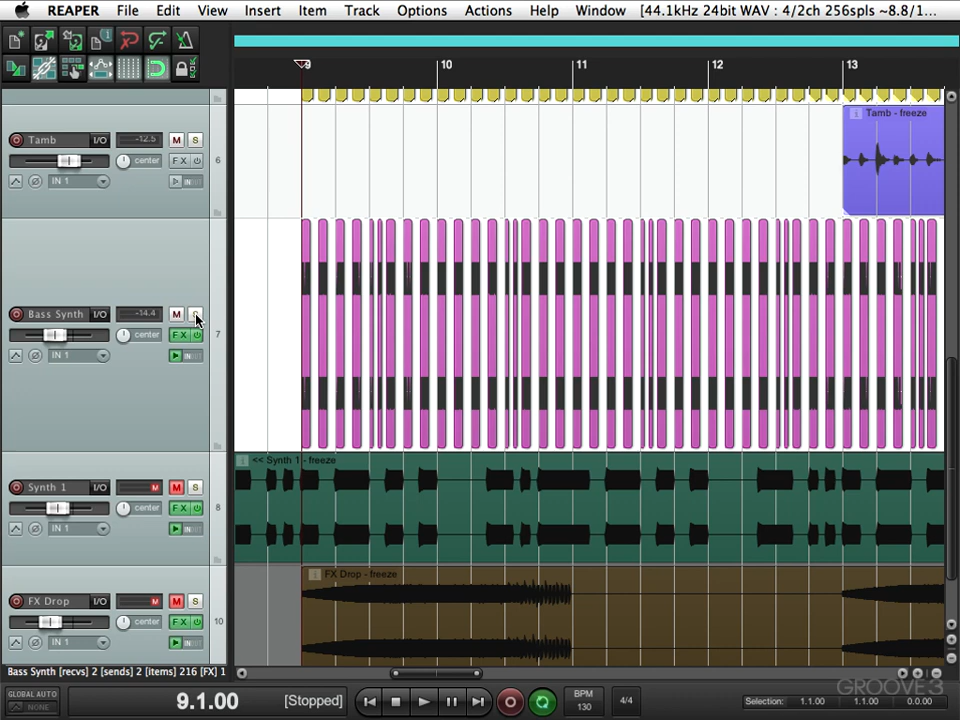 REAPER File Edit View Insert Item Track Options Actions Help Window [44.1kHz 24bit WAV : 4/2ch 256spls ~8.8/1...
9 10 11 12 13
Tamb I/O -12.5 M S
center FX
IN 1 IN
6
Tamb - freeze
Bass Synth I/O -14.4 M S
center FX
IN 1 IN
7
<< Synth 1 - freeze
Synth 1 I/O M M S
center FX
IN 1 IN
8
FX Drop - freeze
FX Drop I/O M M S
center FX
IN 1 IN
10
Bass Synth [recvs] 2 [sends] 2 [items] 216 [FX] 1
GROOVE3
GLOBAL AUTO
NONE
9.1.00 [Stopped]
BPM
130
4/4
Selection: 1.1.00 1.1.00 0.0.00